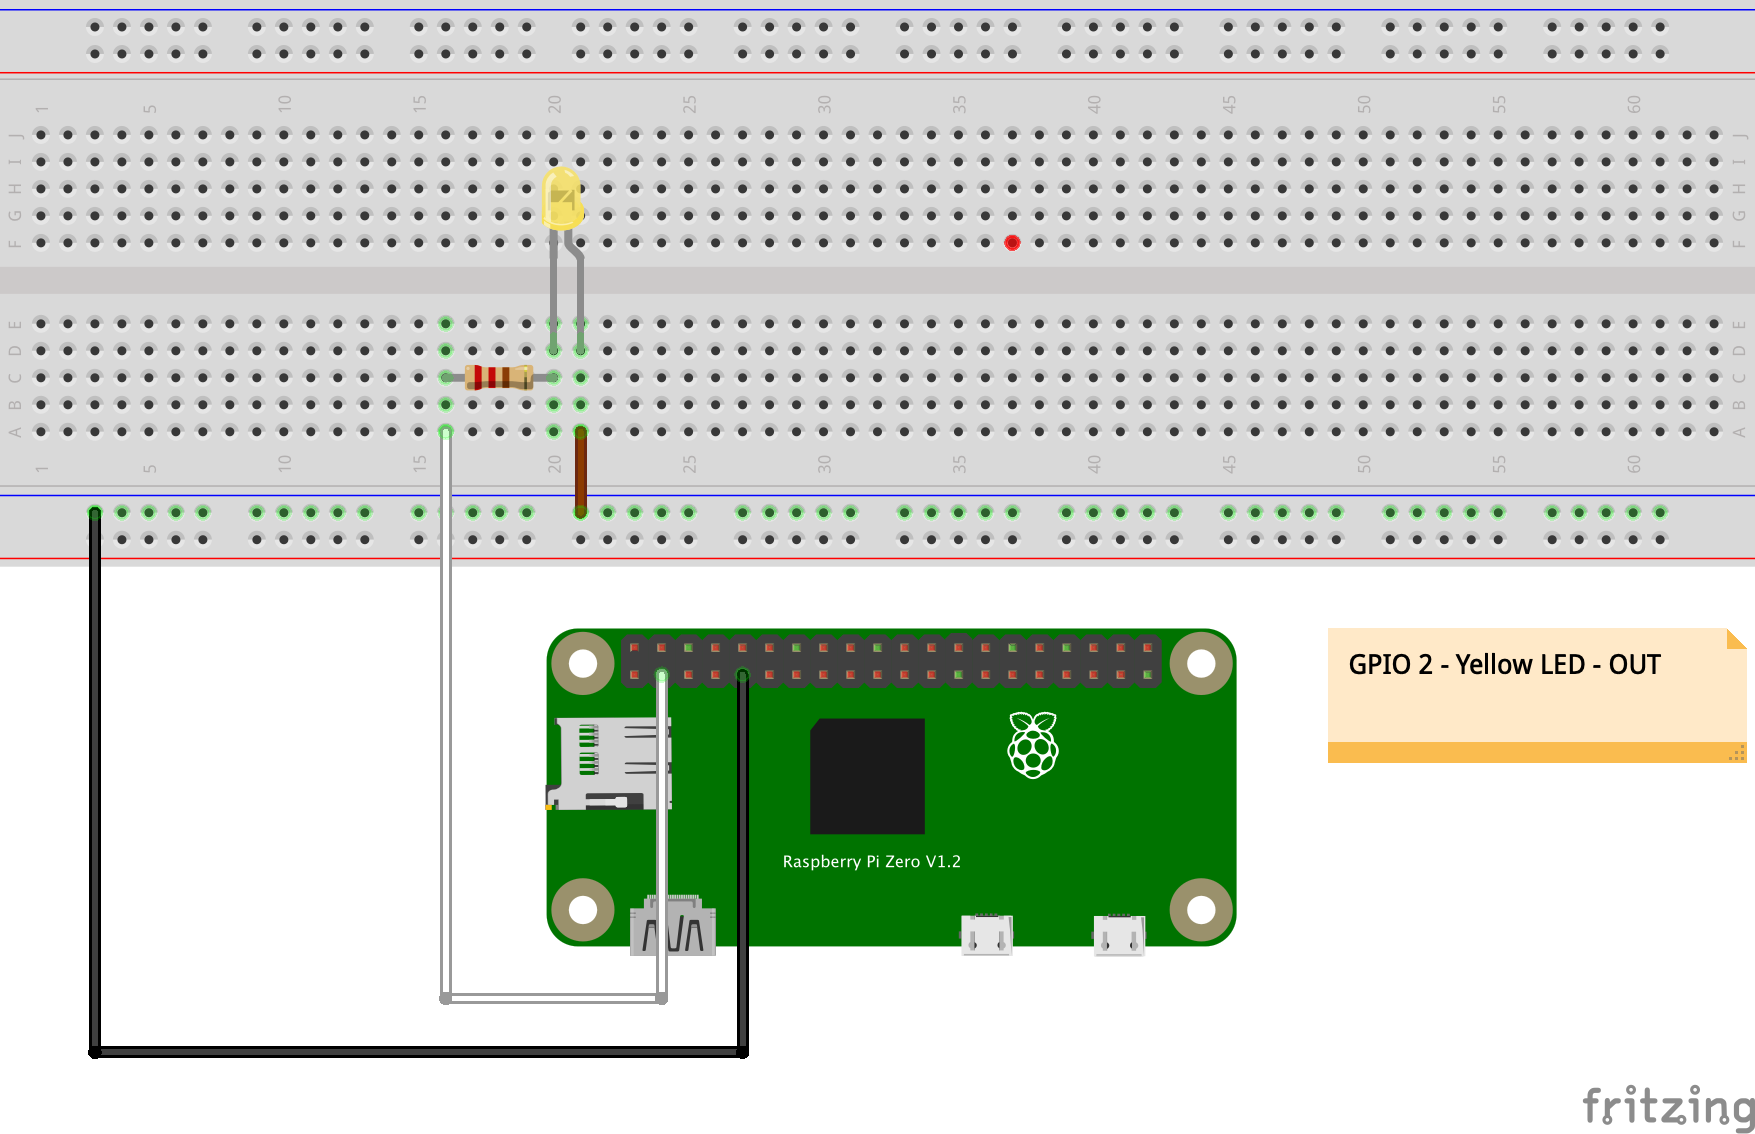 1 5 10 15 20 25 30 35 40 45 50 55 60
J J
I I
H H
G G
F F
E E
D D
C C
B B
A A
1 5 10 15 20 25 30 35 40 45 50 55 60
GPIO 2 - Yellow LED - OUT
Raspberry Pi Zero V1.2
fritzing